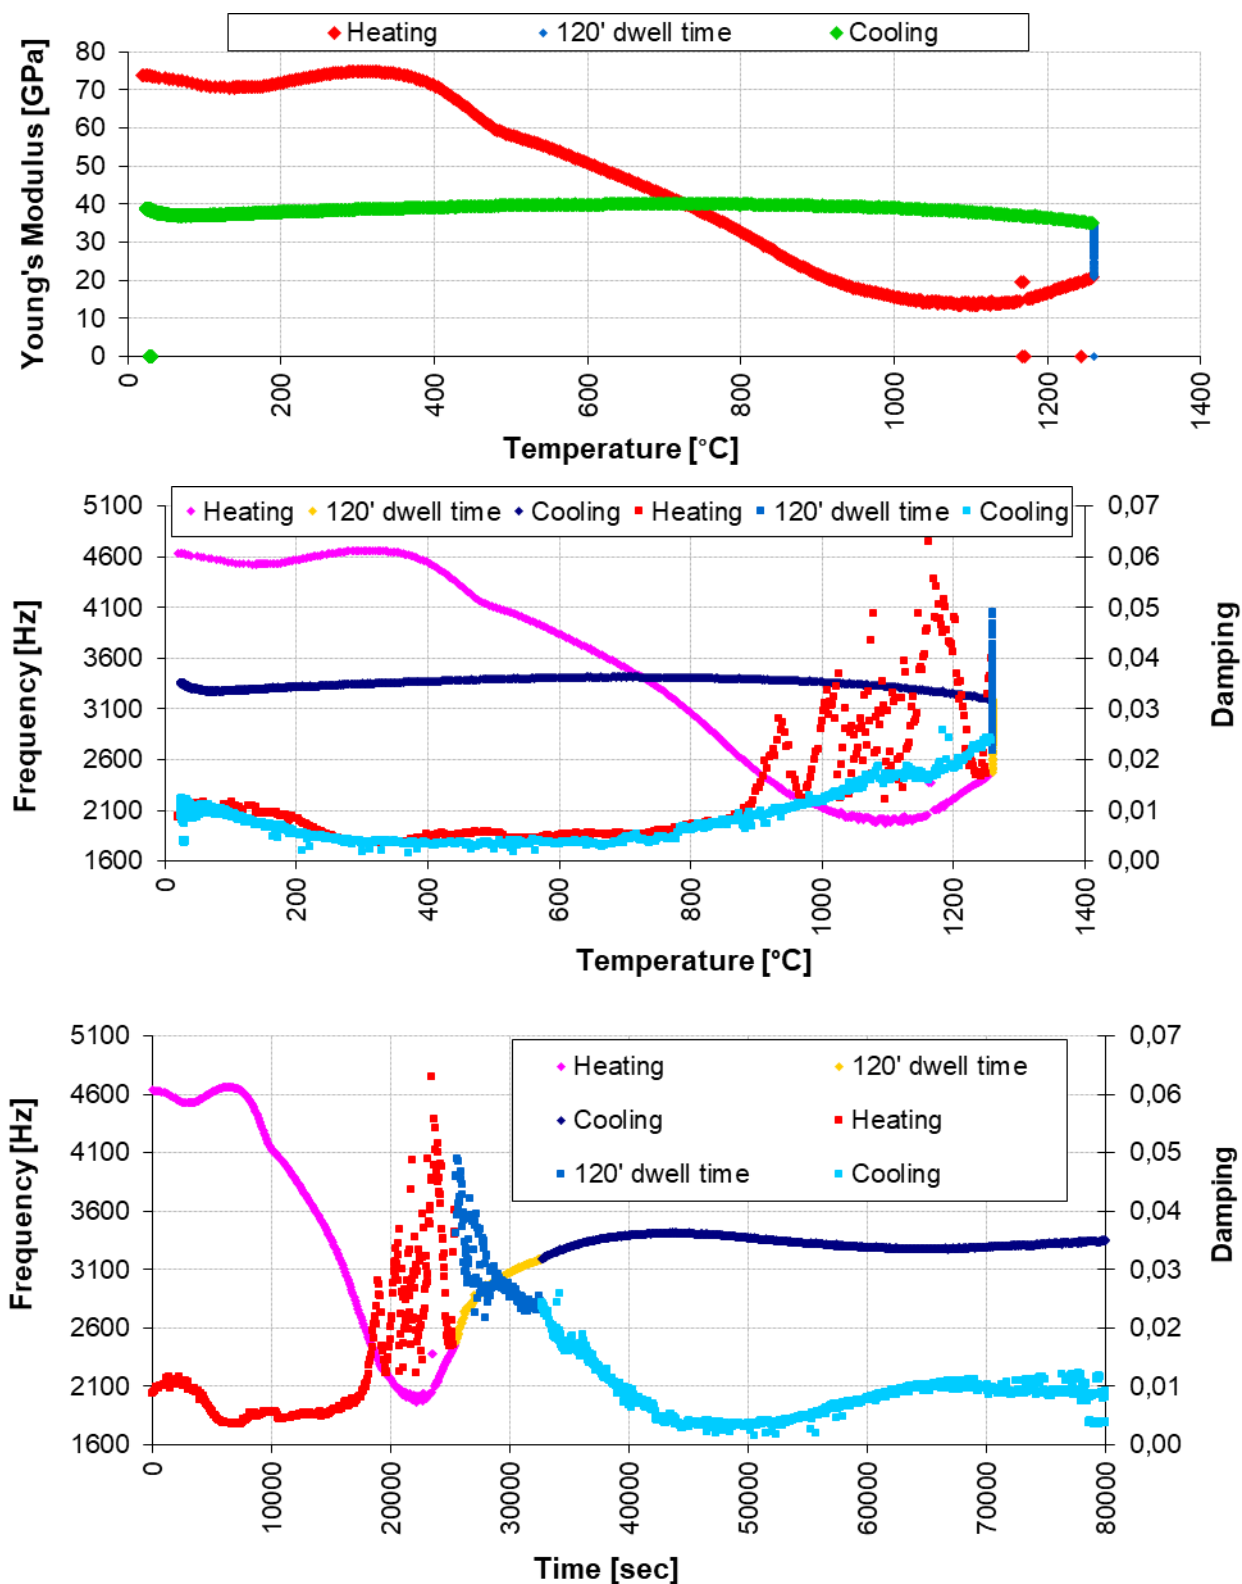 Heating 120' dwell time Cooling
Young's Modulus [GPa]
80
70
60
50
40
30
20
10
0
0 200 400 600 800 1000 1200 1400
Temperature [°C]
Heating 120' dwell time Cooling Heating 120' dwell time Cooling
Frequency [Hz]
5100
4600
4100
3600
3100
2600
2100
1600
0,07
0,06
0,05
0,04
0,03
0,02
0,01
0,00
Damping
0 200 400 600 800 1000 1200 1400
Temperature [°C]
Frequency [Hz]
5100
4600
4100
3600
3100
2600
2100
1600
Heating 120' dwell time
Cooling Heating
120' dwell time Cooling
0,07
0,06
0,05
0,04
0,03
0,02
0,01
0,00
Damping
0 10000 20000 30000 40000 50000 60000 70000 80000
Time [sec]